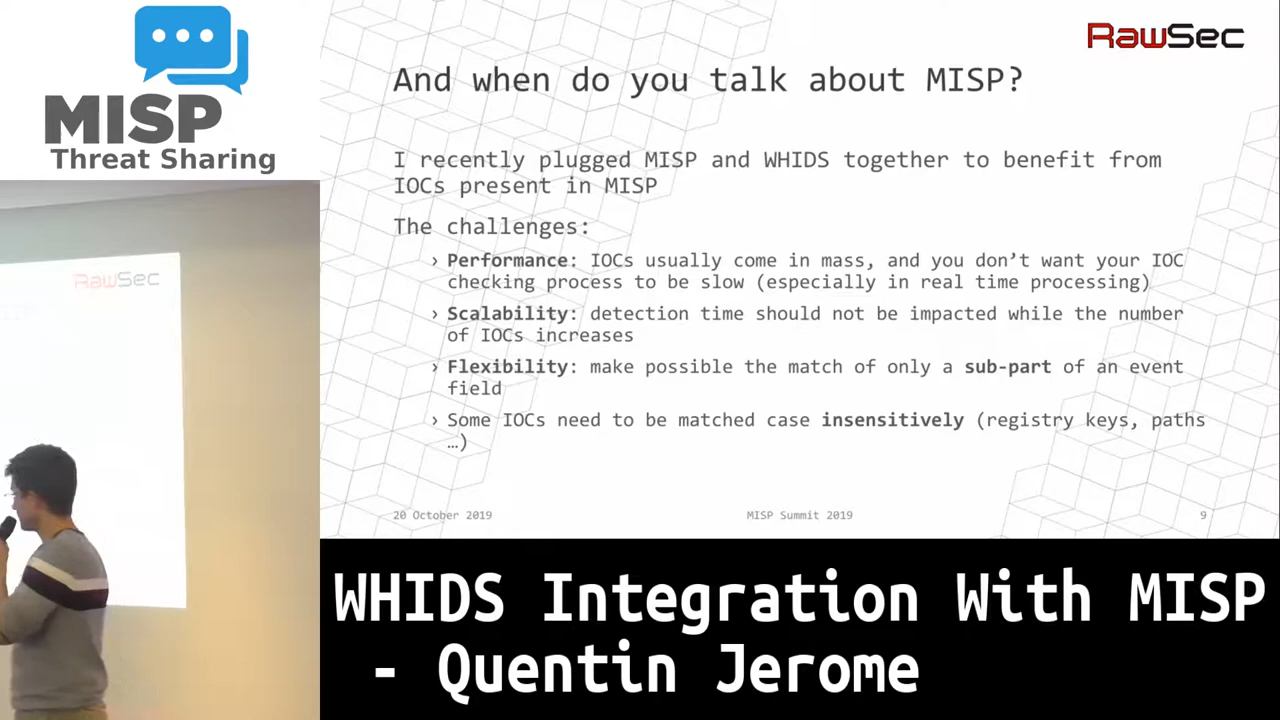 MISP
Threat Sharing
RawSec
And when do you talk about MISP?
I recently plugged MISP and WHIDS together to benefit from
IOCs present in MISP
The challenges:
› Performance: IOCs usually come in mass, and you don’t want your IOC
checking process to be slow (especially in real time processing)
› Scalability: detection time should not be impacted while the number
of IOCs increases
› Flexibility: make possible the match of only a sub-part of an event
field
› Some IOCs need to be matched case insensitively (registry keys, paths
…)
20 October 2019
MISP Summit 2019
9
RawSec
WHIDS Integration With MISP
- Quentin Jerome